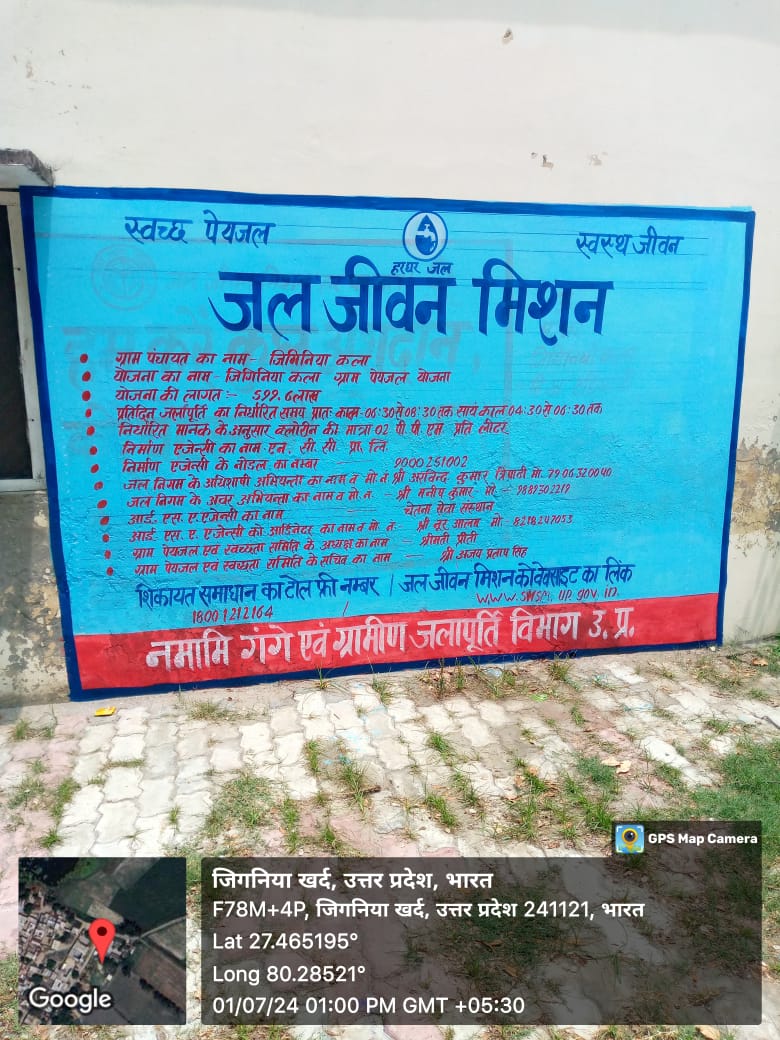 स्वच्छ पेयजल
स्वस्थ जीवन
हर घर जल
जल जीवन मिशन
ग्राम पंचायत का नाम- जिगिनिया कला
योजना का नाम- जिगिनिया कला ग्राम पेयजल योजना
योजना की लागत :- 511.6लाख
प्रतिदिन जलापूर्ति का निर्धारित समय प्रातः काल-06:30 से 08:30 तक सायं काल 04:30 से 06:30 तक
निर्धारित मानक के अनुसार क्लोरीन की मात्रा 02 पी. पी. एम. प्रति लीटर
निर्माण एजेन्सी का नाम एन. सी. सी. प्रा. लि.
निर्माण एजेन्सी के नोडल का नम्बर 9000251002
जल निगम के अधिशाषी अभियन्ता का नाम व मो. नं. श्री अरविन्द कुमार त्रिपाठी मो. 7906320040
जल निगम के अवर अभियन्ता का नाम व मो. न. - श्री मनीष कुमार मो. - 9889302219
आई. एस. ए. एजेन्सी का नाम - चेतना सेवा संस्थान
आई. एस. ए. एजेन्सी कोआर्डिनेटर का नाम व मो. नं- श्री नूर आलम मो. 8218247053
ग्राम पेयजल एवं स्वच्छता समिति के अध्यक्ष का नाम - श्रीमती प्रीती
ग्राम पेयजल एवं स्वच्छता समिति के सचिव का नाम - श्री अजय प्रताप सिंह
शिकायत समाधान का टोल फ्री नम्बर / जल जीवन मिशन की वेबसाइट का लिंक
18001212164 / www. swsm. up. gov. in.
नमामि गंगे एवं ग्रामीण जलापूर्ति विभाग उ. प्र.
GPS Map Camera
जिगनिया खर्द, उत्तर प्रदेश, भारत
F78M+4P, जिगनिया खर्द, उत्तर प्रदेश 241121, भारत
Lat 27.465195°
Long 80.28521°
01/07/24 01:00 PM GMT +05:30
Google